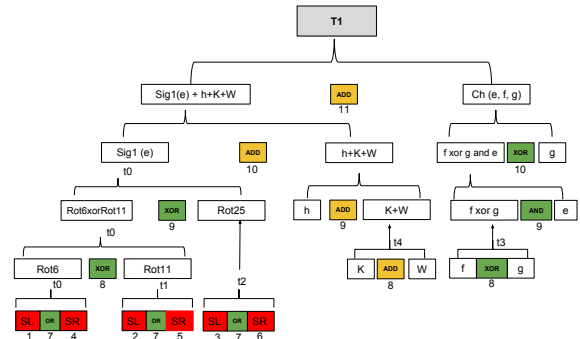 T1
Sig1(e) + h+K+W ADD Ch (e, f, g)
11
Sig1 (e) ADD h+K+W f xor g and e XOR g
t0 10 10
Rot6xorRot11 XOR Rot25 h ADD K+W f xor g AND e
t0 9 9 9
t4 t3
Rot6 XOR Rot11 K ADD W f XOR g
t0 8 t1 t2 8 8
SL OR SR SL OR SR SL OR SR
1 7 4 2 7 5 3 7 6